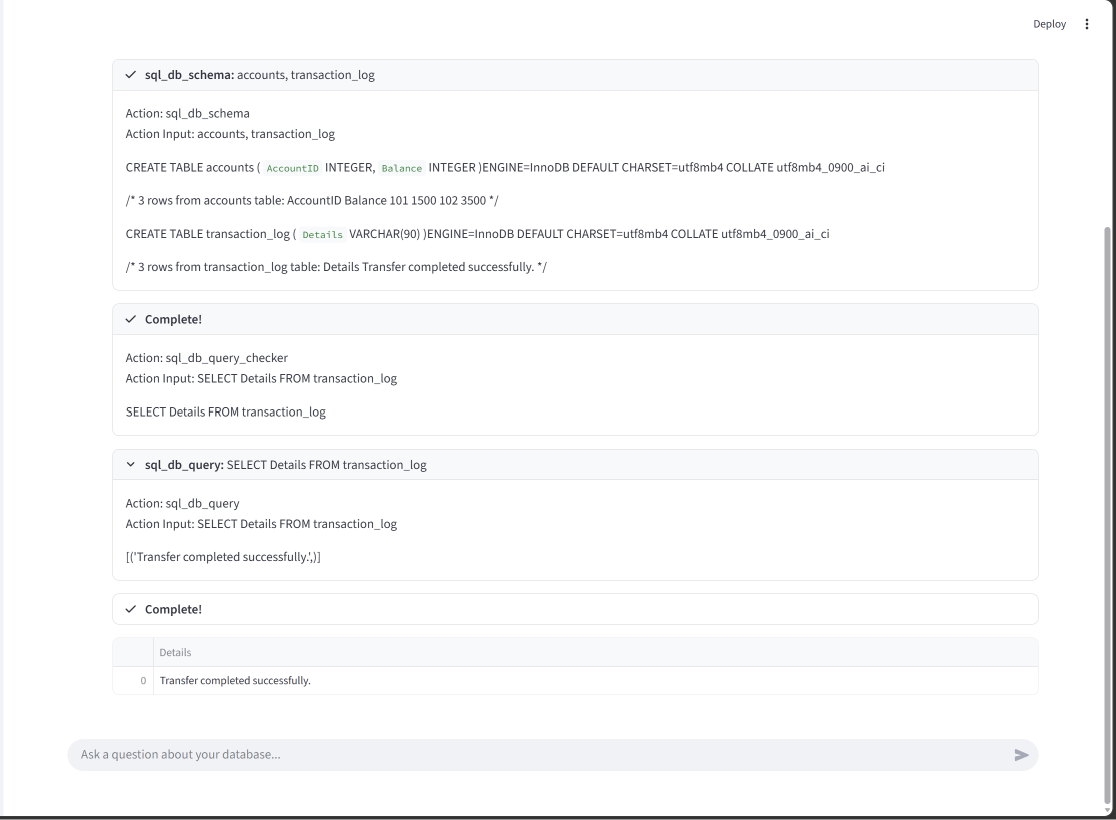 Deploy
sql_db_schema: accounts, transaction_log
Action: sql_db_schema
Action Input: accounts, transaction_log
CREATE TABLE accounts ( AccountID INTEGER, Balance INTEGER )ENGINE=InnoDB DEFAULT CHARSET=utf8mb4 COLLATE utf8mb4_0900_ai_ci
/* 3 rows from accounts table: AccountID Balance 101 1500 102 3500 */
CREATE TABLE transaction_log ( Details VARCHAR(90) )ENGINE=InnoDB DEFAULT CHARSET=utf8mb4 COLLATE utf8mb4_0900_ai_ci
/* 3 rows from transaction_log table: Details Transfer completed successfully. */
Complete!
Action: sql_db_query_checker
Action Input: SELECT Details FROM transaction_log
SELECT Details FROM transaction_log
sql_db_query: SELECT Details FROM transaction_log
Action: sql_db_query
Action Input: SELECT Details FROM transaction_log
[('Transfer completed successfully.',)]
Complete!
Details
0 Transfer completed successfully.
Ask a question about your database...